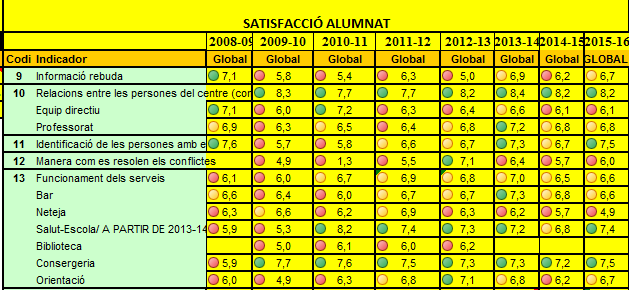 SATISFACCIÓ ALUMNAT
2008-09 2009-10 2010-11 2011-12 2012-13 2013-14 2014-15 2015-16
Codi Indicador Global Global Global Global Global Global Global GLOBAL
9 Informació rebuda 7,1 5,8 5,4 6,3 5,0 6,9 6,2 6,7
10 Relacions entre les persones del centre (con 8,3 7,7 7,7 8,2 8,4 8,2 8,2
Equip directiu 7,1 6,0 7,2 6,3 6,4 6,6 6,1 6,1
Professorat 6,9 6,3 6,5 6,4 6,8 7,2 6,8 6,8
11 Identificació de les persones amb e 7,6 5,7 5,8 6,6 6,7 7,3 6,7 7,5
12 Manera com es resolen els conflictes 4,9 1,3 5,5 7,1 6,4 5,7 6,0
13 Funcionament dels serveis 6,1 6,0 6,7 6,9 6,8 7,0 6,5 6,6
Bar 6,6 6,4 6,0 6,7 6,7 7,3 6,8 6,6
Neteja 6,3 6,6 6,2 6,9 6,3 6,2 5,7 4,9
Salut-Escola/ A PARTIR DE 2013-14 5,9 5,3 8,2 7,4 7,3 7,2 6,8 7,4
Biblioteca 5,0 6,1 6,0 6,2
Consergeria 5,9 7,7 7,6 7,5 7,3 7,3 7,2 7,5
Orientació 6,0 4,9 6,3 6,8 7,1 6,8 6,2 6,7